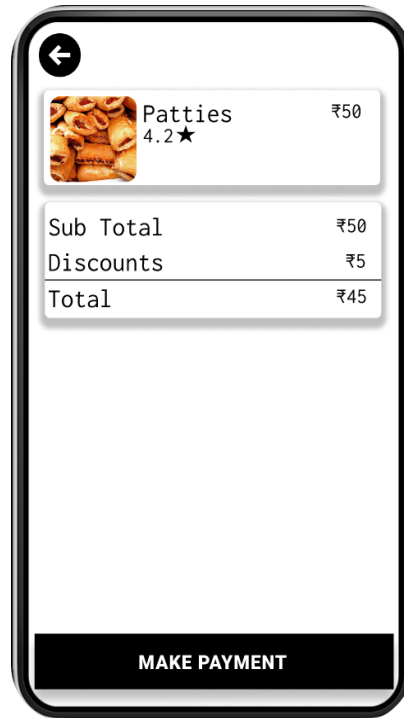 Patties ₹50
4.2★
Sub Total ₹50
Discounts ₹5
Total ₹45
MAKE PAYMENT